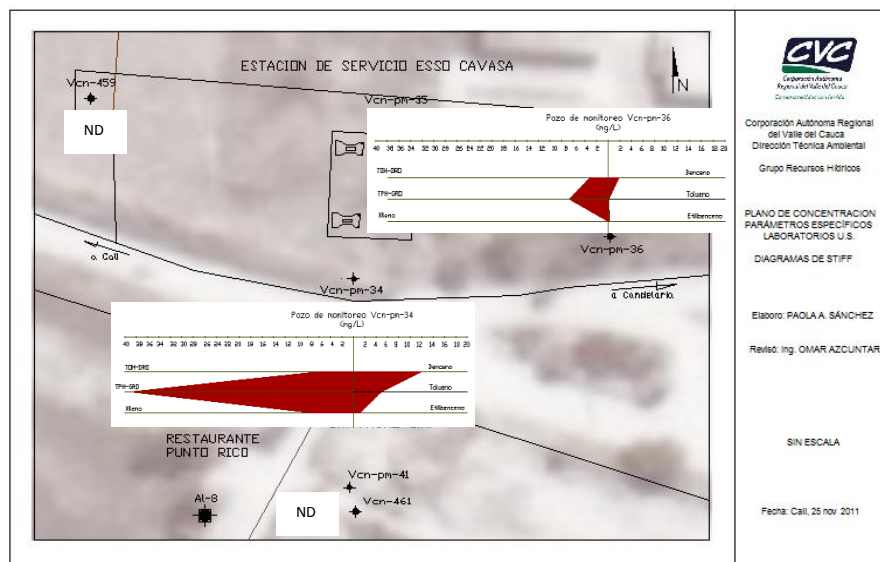 ESTACION DE SERVICIO ESSO CAVASA
N
Vcn-459
ND
Vcn-pm-35
Pozo de monitoreo Vcn-pm-36
(mg/L)
40 38 36 34 32 30 28 26 24 22 20 18 16 14 12 10 8 6 4 2 2 4 6 8 10 12 14 16 18 20
TOH-DRO Benceno
TPH-GRO Tolueno
Xileno Etilbenceno
Vcn-pm-36
a Cali
Vcn-pm-34
a Candelaria
Pozo de monitoreo Vcn-pm-34
(mg/L)
40 38 36 34 32 30 28 26 24 22 20 18 16 14 12 10 8 6 4 2 2 4 6 8 10 12 14 16 18 20
TOH-DRO Benceno
TPH-GRO Tolueno
Xileno Etilbenceno
RESTAURANTE
PUNTO RICO
Vcn-pm-41
Al-8
ND
Vcn-461
CVC
Corporación Autónoma
Regional del Valle del Cauca
Comprometidos con la vida
Corporación Autónoma Regional
del Valle del Cauca
Dirección Técnica Ambiental
Grupo Recursos Hídricos
PLANO DE CONCENTRACION
PARÁMETROS ESPECÍFICOS
LABORATORIOS U.S.
DIAGRAMAS DE STIFF
Elaboro: PAOLA A. SÁNCHEZ
Revisó: Ing. OMAR AZCUNTAR
SIN ESCALA
Fecha: Cali, 25 nov 2011